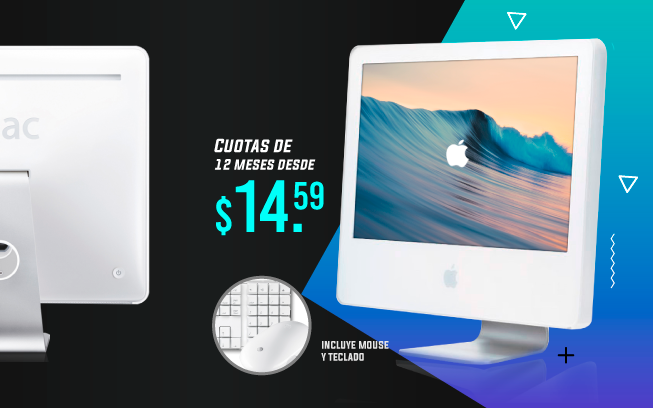 ac
CUOTAS DE
12 MESES DESDE
$14.59
INCLUYE MOUSE
Y TECLADO